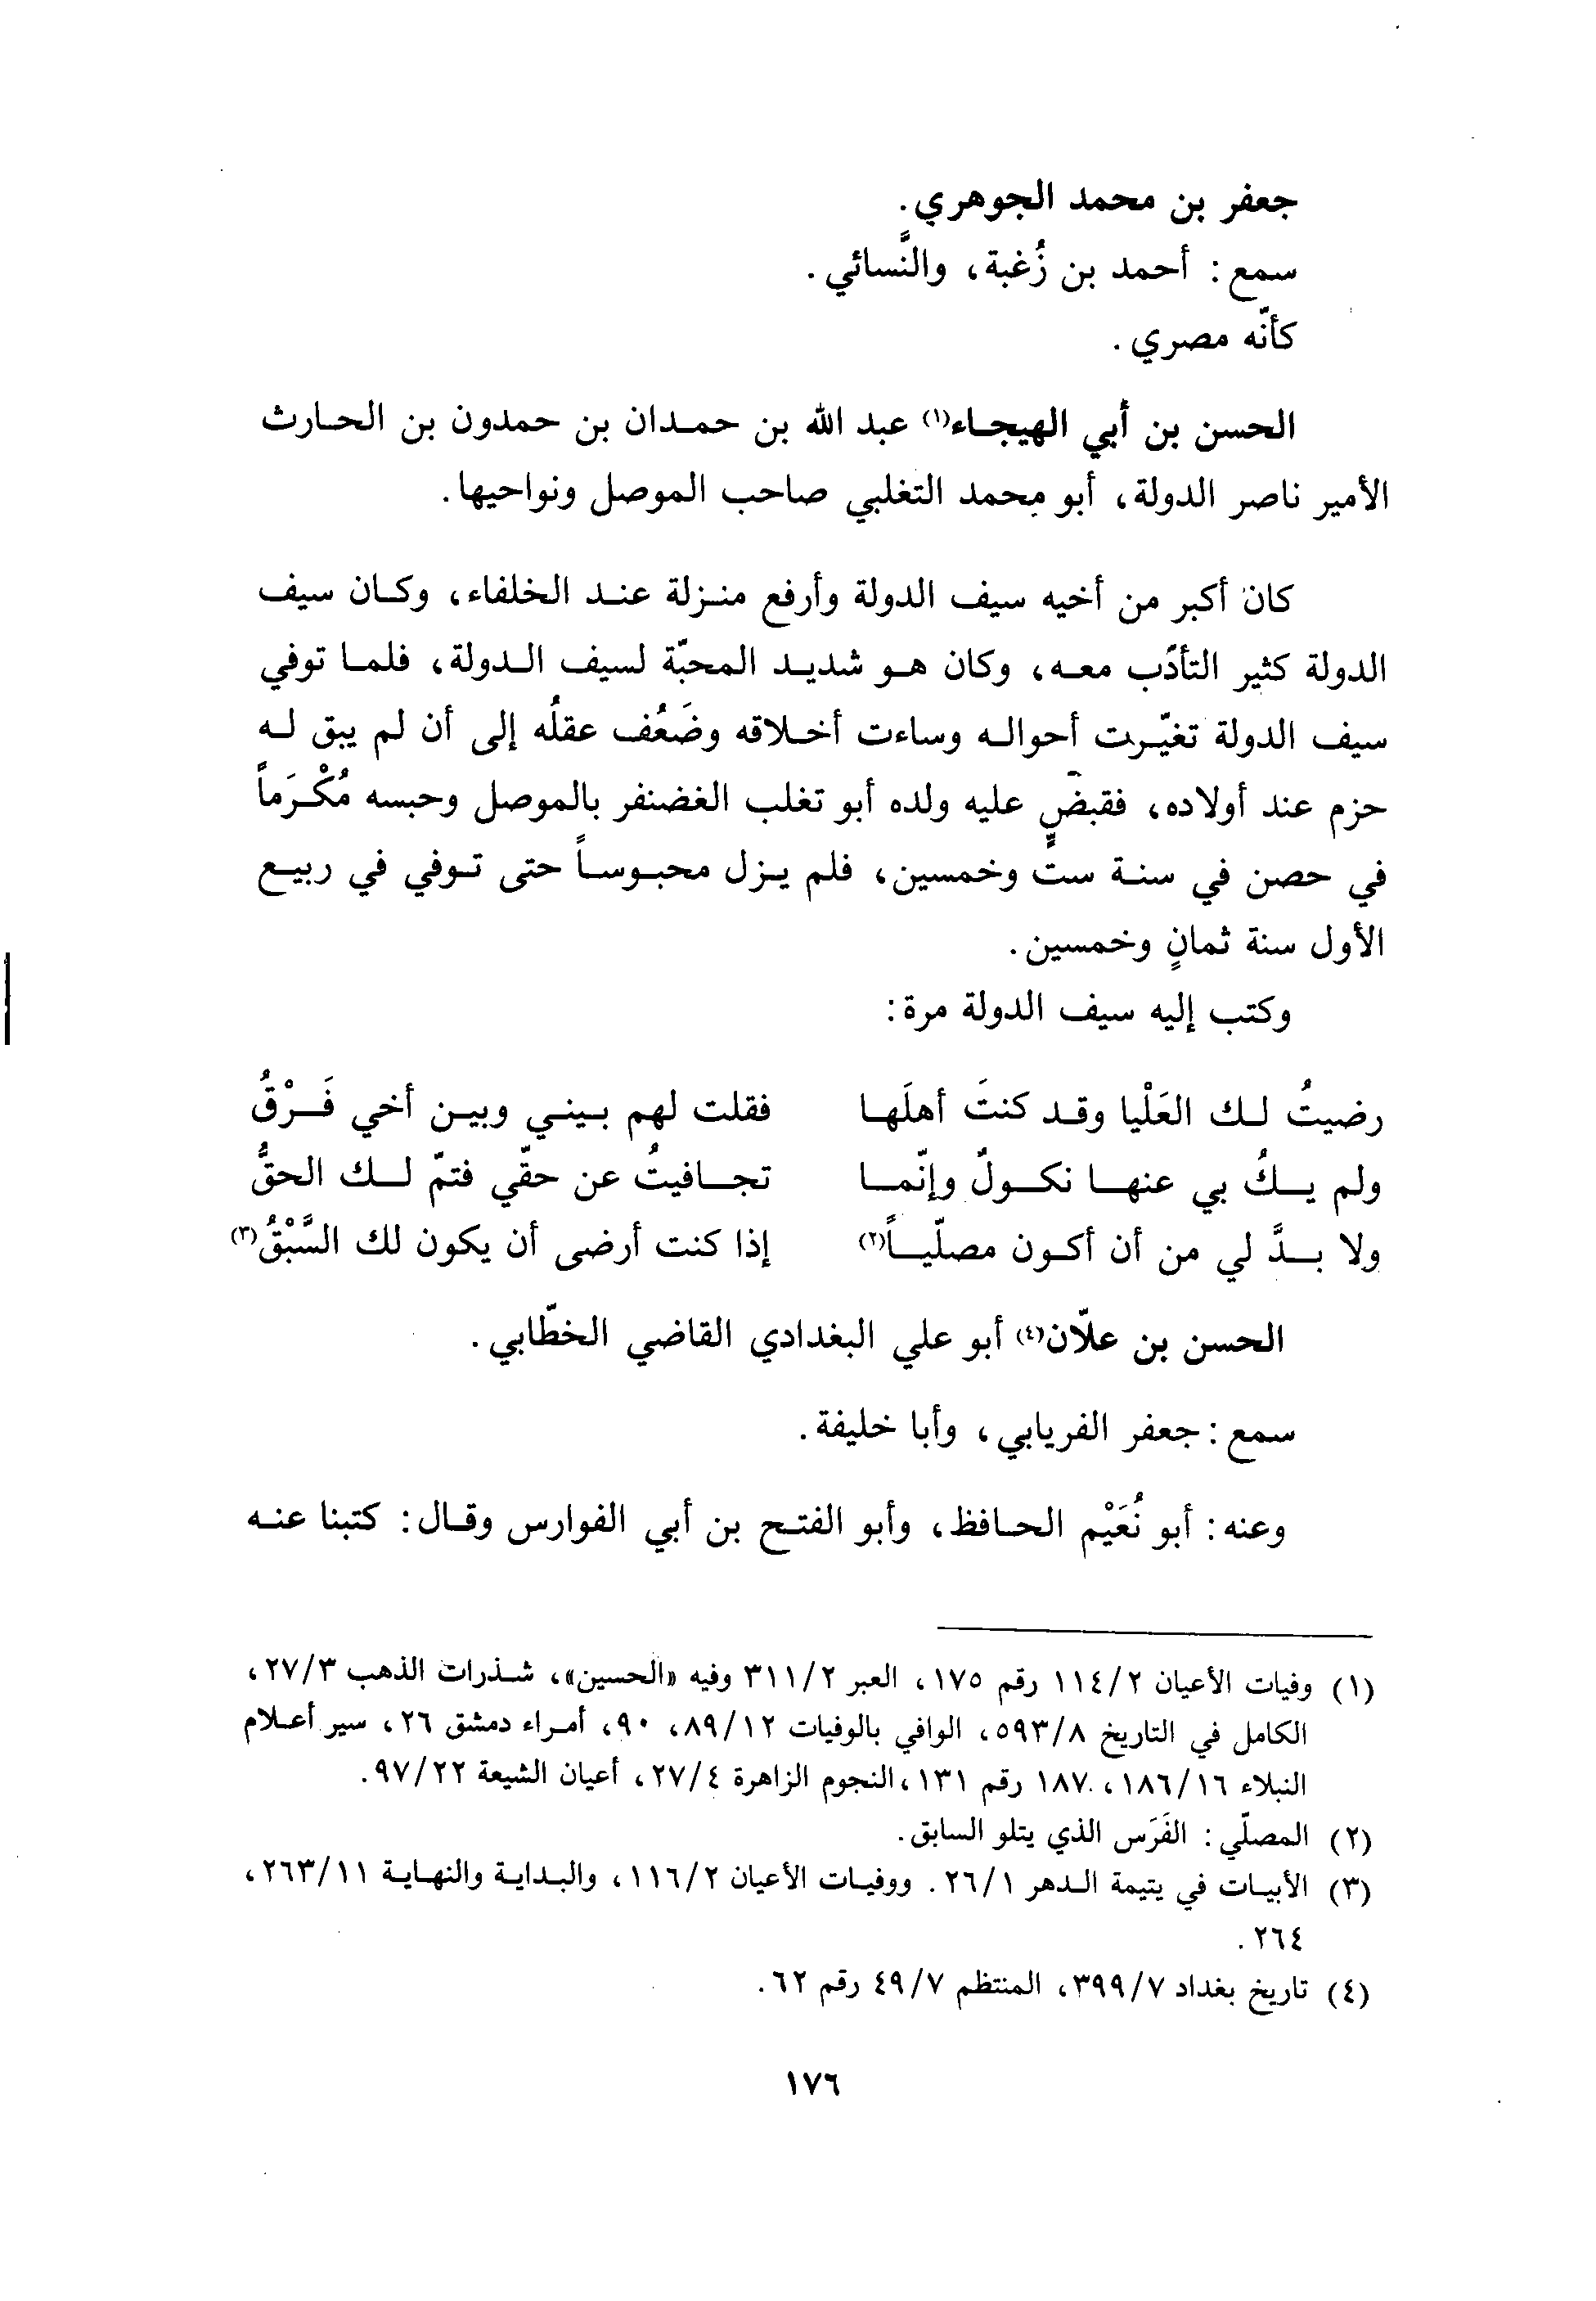 جعفر بن محمد الجوهري.
سمع: أحمد بن زُغبة، والنَّسائي.
كأنّه مصري.
الحسن بن أبي الهيجاء(١) عبد الله بن حمدان بن حمدون بن الحارث
الأمير ناصر الدولة، أبو محمد التغلبي صاحب الموصل ونواحيها.
كان أكبر من أخيه سيف الدولة وأرفع منزلة عند الخلفاء، وكان سيف
الدولة كثير التأدّب معه، وكان هو شديد المحبّة لسيف الدولة، فلما توفي
سيف الدولة تغيّرت أحواله وساءت أخلاقه وضَعُف عقلُه إلى أن لم يبق له
حزم عند أولاده، فقبض عليه ولده أبو تغلب الغضنفر بالموصل وحبسه مُكْرَماً
في حصن في سنة ستٍّ وخمسين، فلم يزل محبوساً حتى توفي في ربيع
الأول سنة ثمانٍ وخمسين.
وكتب إليه سيف الدولة مرة:
رضيتُ لك العَلْيا وقد كنتَ أهلَها فقلت لهم بيني وبين أخي فَرْقُ
ولم يكُ بي عنها نكولٌ وإنّما تجافيتُ عن حقّي فتمّ لك الحقُّ
ولا بدَّ لي من أن أكون مصلّياً(٢) إذا كنت أرضى أن يكون لك السَّبْقُ(٣)
الحسن بن علّان(٤) أبو علي البغدادي القاضي الخطّابي.
سمع: جعفر الفريابي، وأبا خليفة.
وعنه: أبو نُعَيْم الحافظ، وأبو الفتح بن أبي الفوارس وقال: كتبنا عنه
(١) وفيات الأعيان ١١٤/٢ رقم ١٧٥، العبر ٣١١/٢ وفيه «الحسين»، شذرات الذهب ٢٧/٣،
الكامل في التاريخ ٥٩٣/٨، الوافي بالوفيات ٨٩/١٢، ٩٠، أمراء دمشق ٢٦، سير أعلام
النبلاء ١٨٦/١٦، ١٨٧ رقم ١٣١، النجوم الزاهرة ٢٧/٤، أعيان الشيعة ٩٧/٢٢.
(٢) المصلّي: الفَرَس الذي يتلو السابق.
(٣) الأبيات في يتيمة الدهر ٢٦/١. ووفيات الأعيان ١١٦/٢، والبداية والنهاية ٢٦٣/١١،
٢٦٤.
(٤) تاريخ بغداد ٣٩٩/٧، المنتظم ٤٩/٧ رقم ٦٢.
١٧٦